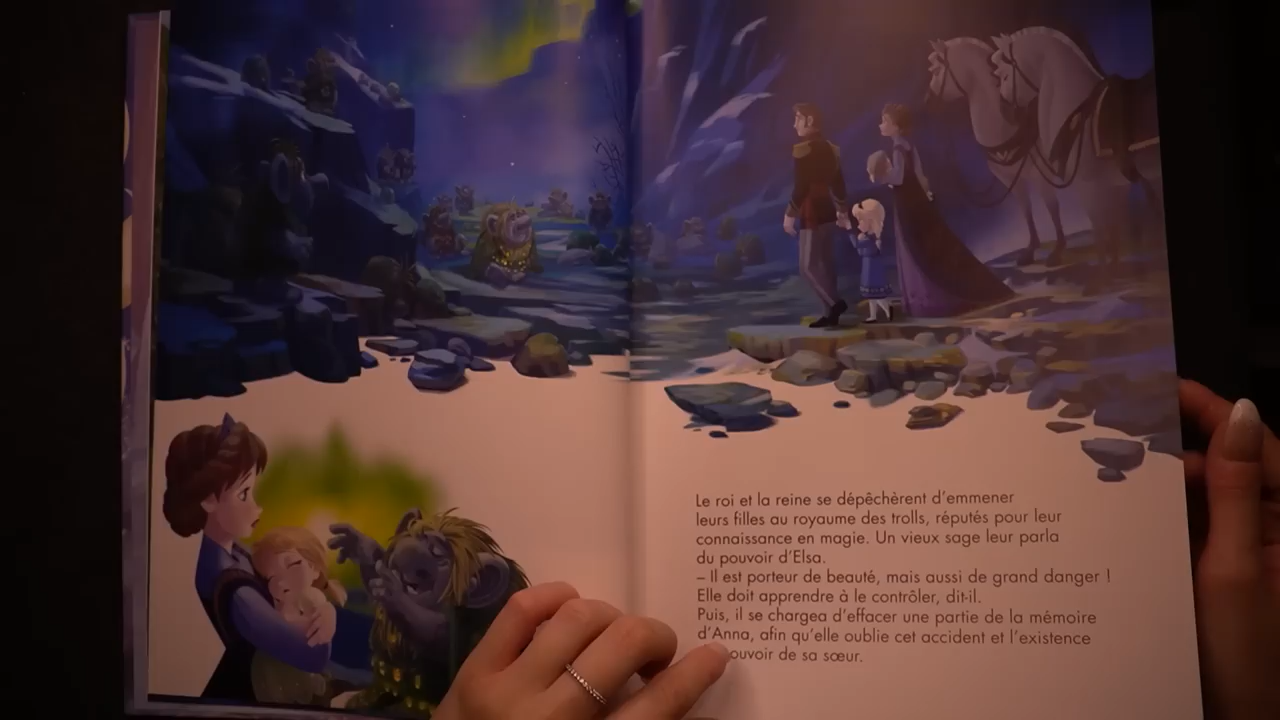 Le roi et la reine se dépêchèrent d'emmener
leurs filles au royaume des trolls, réputés pour leur
connaissance en magie. Un vieux sage leur parla
du pouvoir d'Elsa.
– Il est porteur de beauté, mais aussi de grand danger !
Elle doit apprendre à le contrôler, dit-il.
Puis, il se chargea d'effacer une partie de la mémoire
d'Anna, afin qu'elle oublie cet accident et l'existence
de sa sœur.